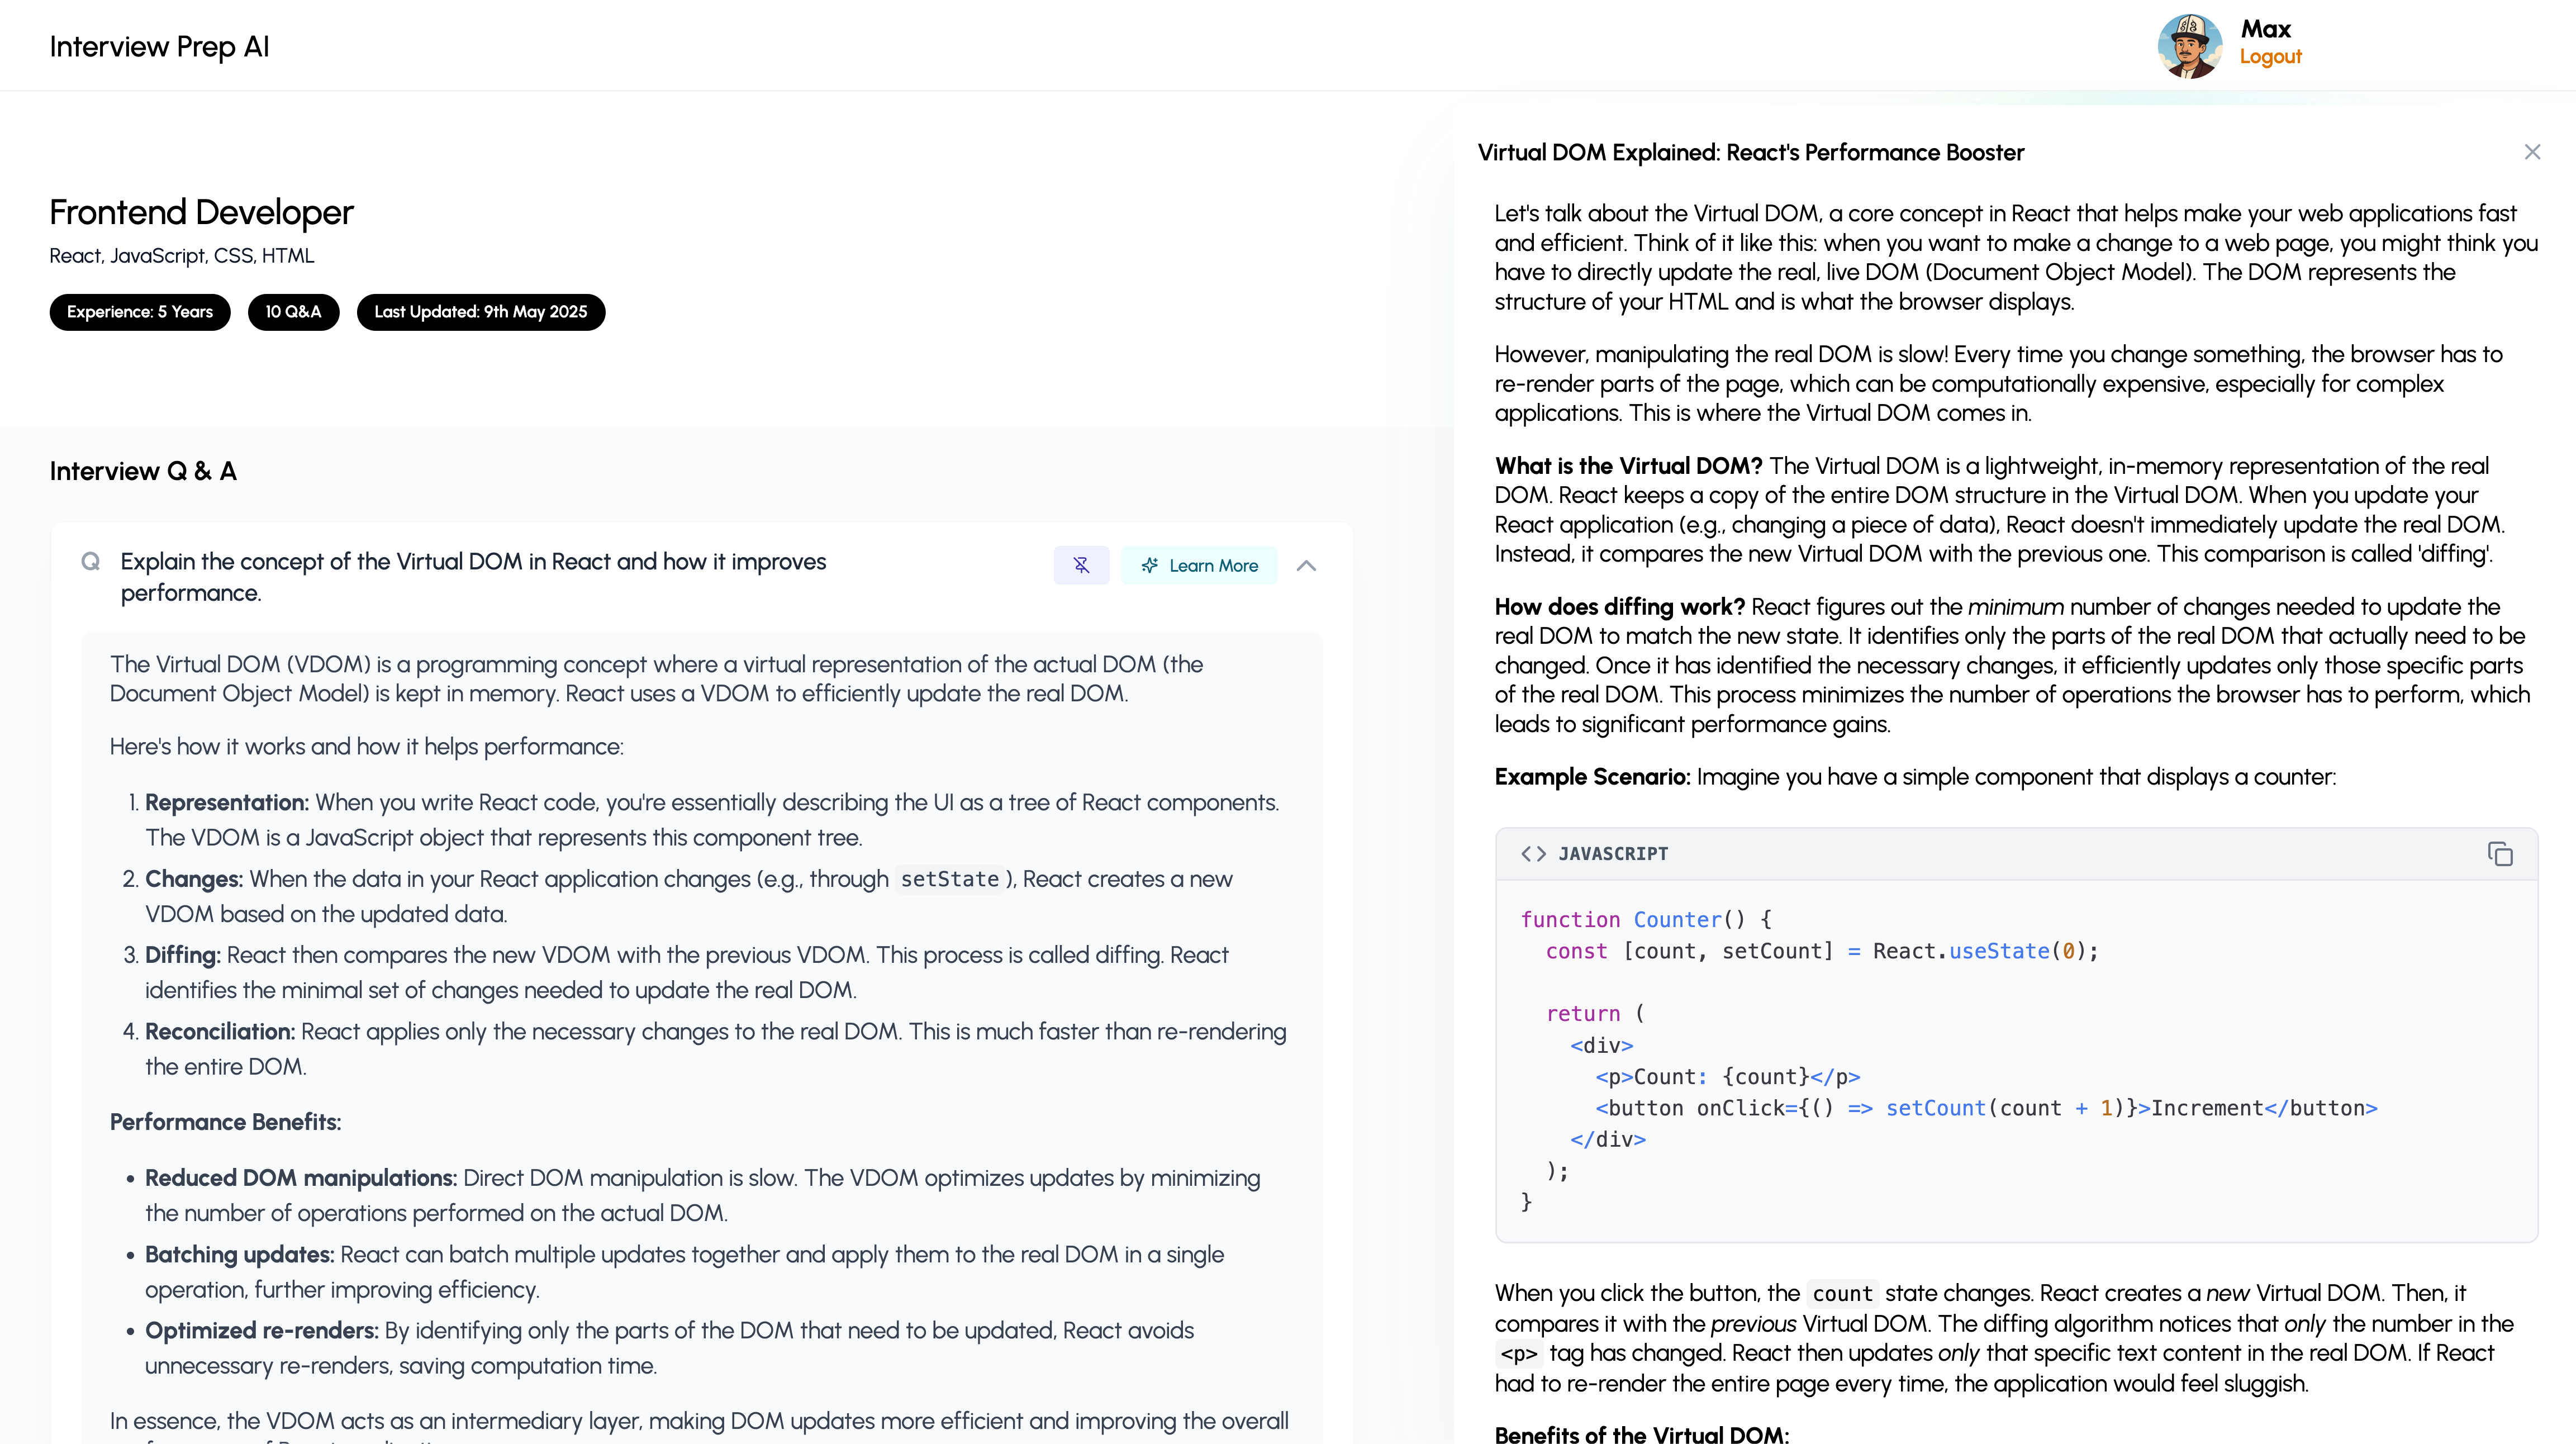 Interview Prep AI
Max
Logout
Frontend Developer
React, JavaScript, CSS, HTML
Experience: 5 Years
10 Q&A
Last Updated: 9th May 2025
Interview Q & A
Q Explain the concept of the Virtual DOM in React and how it improves
performance.
Learn More
The Virtual DOM (VDOM) is a programming concept where a virtual representation of the actual DOM (the
Document Object Model) is kept in memory. React uses a VDOM to efficiently update the real DOM.
Here's how it works and how it helps performance:
1. Representation: When you write React code, you're essentially describing the UI as a tree of React components.
The VDOM is a JavaScript object that represents this component tree.
2. Changes: When the data in your React application changes (e.g., through setState ), React creates a new
VDOM based on the updated data.
3. Diffing: React then compares the new VDOM with the previous VDOM. This process is called diffing. React
identifies the minimal set of changes needed to update the real DOM.
4. Reconciliation: React applies only the necessary changes to the real DOM. This is much faster than re-rendering
the entire DOM.
Performance Benefits:
• Reduced DOM manipulations: Direct DOM manipulation is slow. The VDOM optimizes updates by minimizing
the number of operations performed on the actual DOM.
• Batching updates: React can batch multiple updates together and apply them to the real DOM in a single
operation, further improving efficiency.
• Optimized re-renders: By identifying only the parts of the DOM that need to be updated, React avoids
unnecessary re-renders, saving computation time.
In essence, the VDOM acts as an intermediary layer, making DOM updates more efficient and improving the overall
Virtual DOM Explained: React's Performance Booster
Let's talk about the Virtual DOM, a core concept in React that helps make your web applications fast
and efficient. Think of it like this: when you want to make a change to a web page, you might think you
have to directly update the real, live DOM (Document Object Model). The DOM represents the
structure of your HTML and is what the browser displays.
However, manipulating the real DOM is slow! Every time you change something, the browser has to
re-render parts of the page, which can be computationally expensive, especially for complex
applications. This is where the Virtual DOM comes in.
What is the Virtual DOM? The Virtual DOM is a lightweight, in-memory representation of the real
DOM. React keeps a copy of the entire DOM structure in the Virtual DOM. When you update your
React application (e.g., changing a piece of data), React doesn't immediately update the real DOM.
Instead, it compares the new Virtual DOM with the previous one. This comparison is called 'diffing'.
How does diffing work? React figures out the minimum number of changes needed to update the
real DOM to match the new state. It identifies only the parts of the real DOM that actually need to be
changed. Once it has identified the necessary changes, it efficiently updates only those specific parts
of the real DOM. This process minimizes the number of operations the browser has to perform, which
leads to significant performance gains.
Example Scenario: Imagine you have a simple component that displays a counter:
<> JAVASCRIPT
function Counter() {
  const [count, setCount] = React.useState(0);
  return (
    <div>
      <p>Count: {count}</p>
      <button onClick={() => setCount(count + 1)}>Increment</button>
    </div>
  );
}
When you click the button, the count state changes. React creates a new Virtual DOM. Then, it
compares it with the previous Virtual DOM. The diffing algorithm notices that only the number in the
<p> tag has changed. React then updates only that specific text content in the real DOM. If React
had to re-render the entire page every time, the application would feel sluggish.
Benefits of the Virtual DOM: